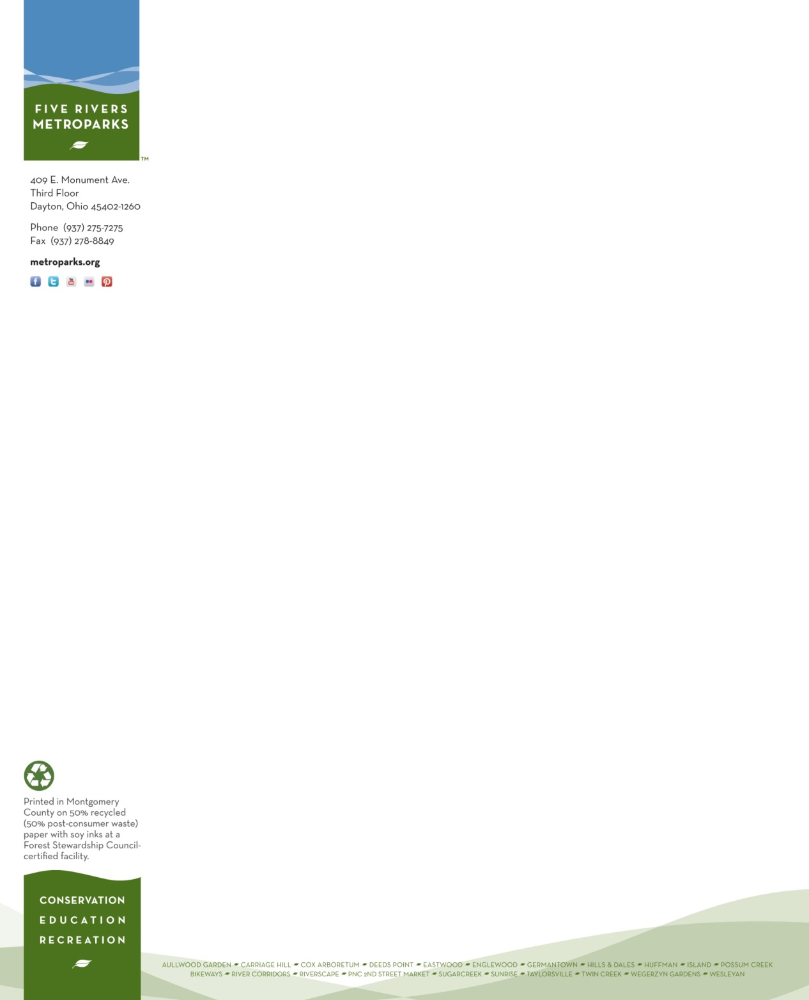 FIVE RIVERS
METROPARKS
TM
409 E. Monument Ave.
Third Floor
Dayton, Ohio 45402-1260
Phone (937) 275-7275
Fax (937) 278-8849
metroparks.org
Printed in Montgomery
County on 50% recycled
(50% post-consumer waste)
paper with soy inks at a
Forest Stewardship Council-
certified facility.
CONSERVATION
EDUCATION
RECREATION
AULLWOOD GARDEN CARRIAGE HILL COX ARBORETUM DEEDS POINT EASTWOOD ENGLEWOOD GERMANTOWN HILLS & DALES HUFFMAN ISLAND POSSUM CREEK
BIKEWAYS RIVER CORRIDORS RIVERSCAPE PNC 2ND STREET MARKET SUGARCREEK SUNRISE TAYLORSVILLE TWIN CREEK WEGERZYN GARDENS WESLEYAN